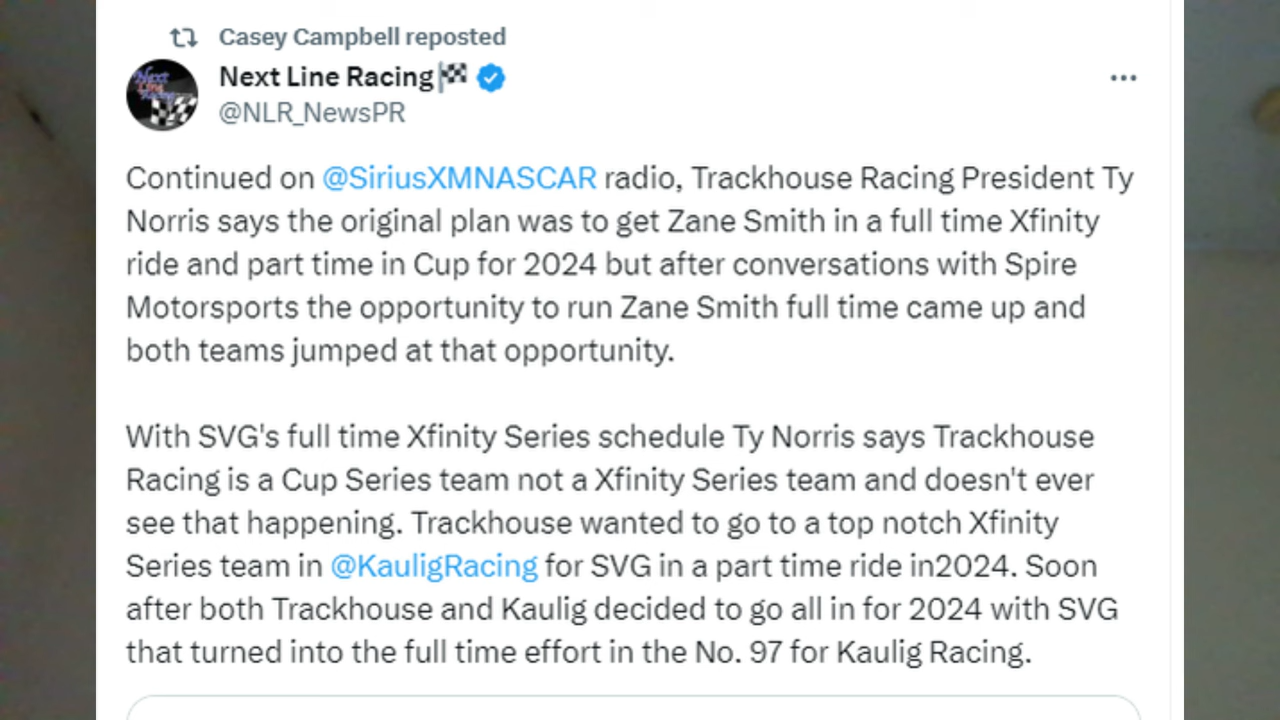 Casey Campbell reposted
Next Line Racing🏁
@NLR_NewsPR
Continued on @SiriusXMNASCAR radio, Trackhouse Racing President Ty
Norris says the original plan was to get Zane Smith in a full time Xfinity
ride and part time in Cup for 2024 but after conversations with Spire
Motorsports the opportunity to run Zane Smith full time came up and
both teams jumped at that opportunity.
With SVG's full time Xfinity Series schedule Ty Norris says Trackhouse
Racing is a Cup Series team not a Xfinity Series team and doesn't ever
see that happening. Trackhouse wanted to go to a top notch Xfinity
Series team in @KauligRacing for SVG in a part time ride in2024. Soon
after both Trackhouse and Kaulig decided to go all in for 2024 with SVG
that turned into the full time effort in the No. 97 for Kaulig Racing.